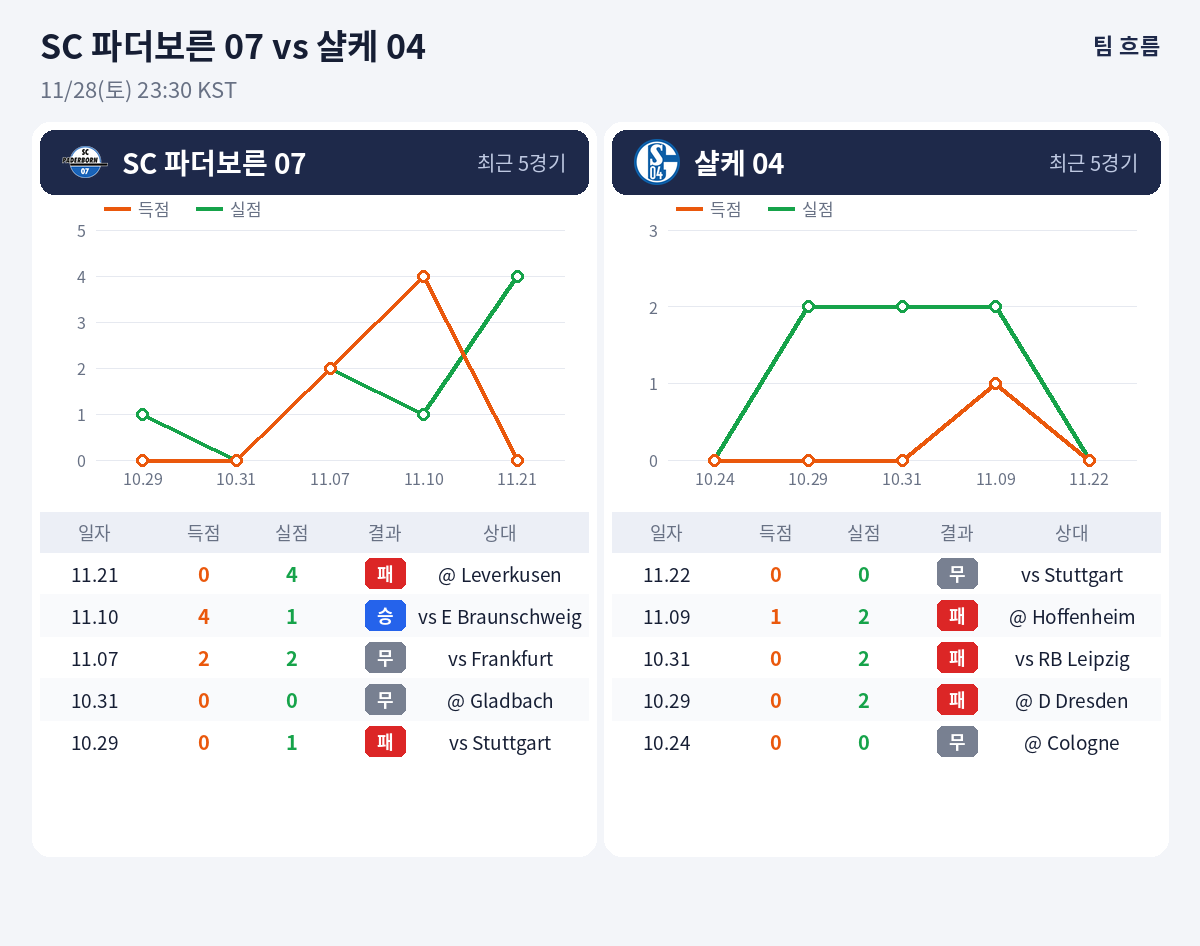 SC 파더보른 07 vs 샬케 04
팀 흐름
11/28(토) 23:30 KST
SC PADERBORN 07
SC 파더보른 07
최근 5경기
득점 실점
5
4
3
2
1
0
10.29 10.31 11.07 11.10 11.21
일자 득점 실점 결과 상대
11.21 0 4 패 @ Leverkusen
11.10 4 1 승 vs E Braunschweig
11.07 2 2 무 vs Frankfurt
10.31 0 0 무 @ Gladbach
10.29 0 1 패 vs Stuttgart
S 04
샬케 04
최근 5경기
득점 실점
3
2
1
0
10.24 10.29 10.31 11.09 11.22
일자 득점 실점 결과 상대
11.22 0 0 무 vs Stuttgart
11.09 1 2 패 @ Hoffenheim
10.31 0 2 패 vs RB Leipzig
10.29 0 2 패 @ D Dresden
10.24 0 0 무 @ Cologne